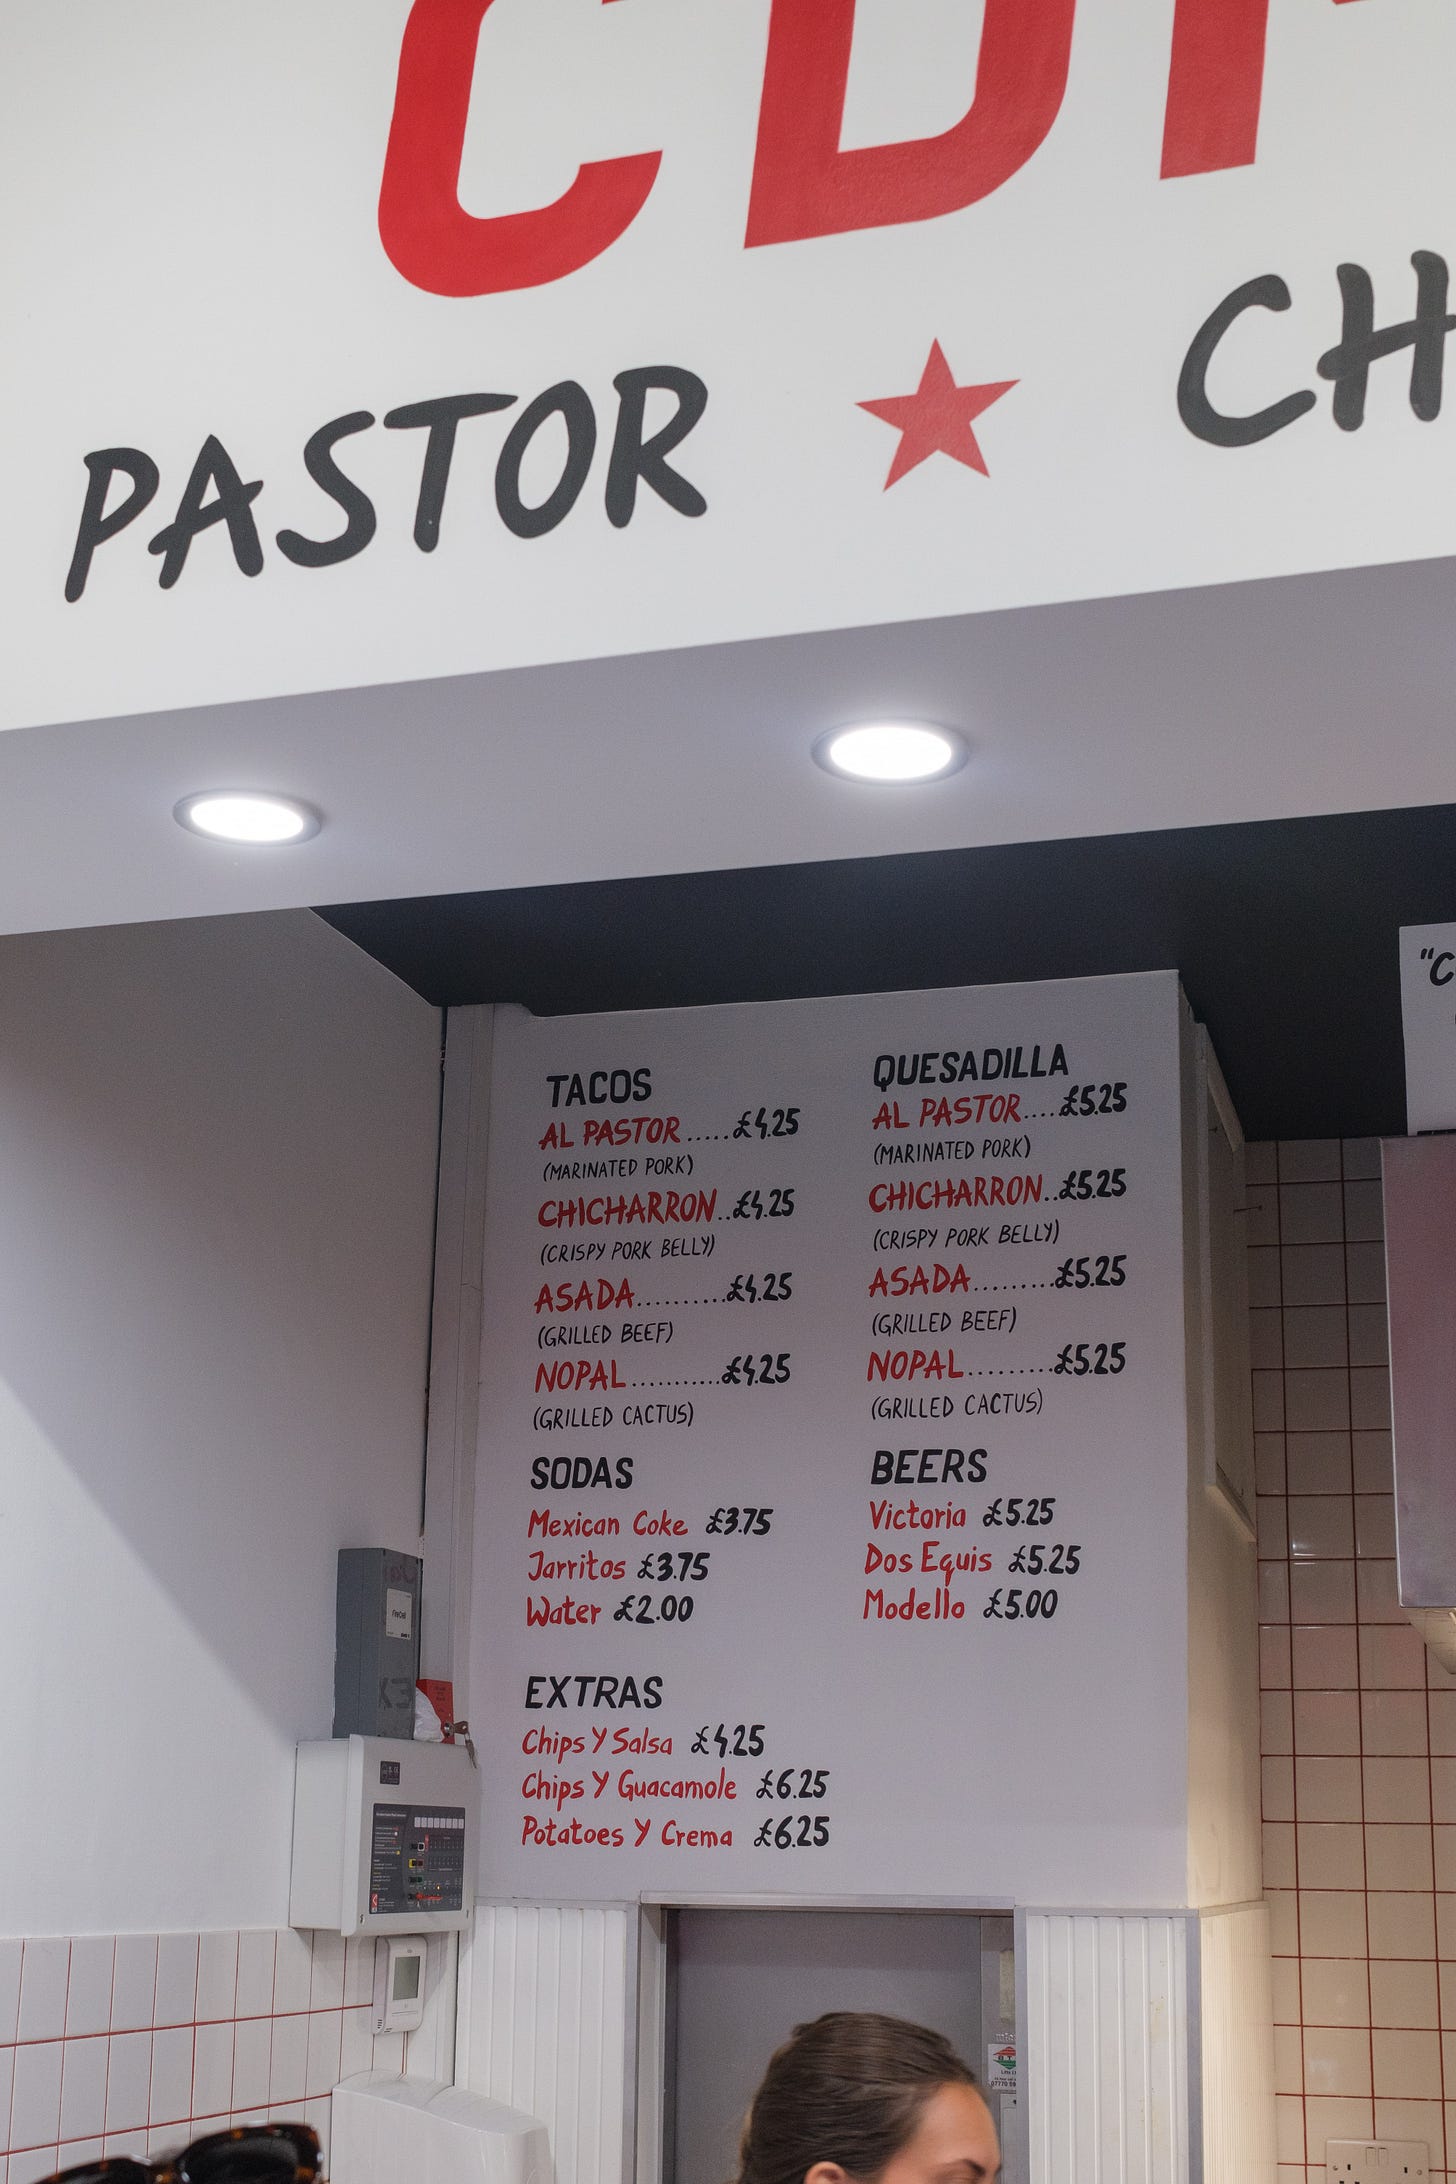 PASTOR ★ CH
TACOS
AL PASTOR.....£4.25
(MARINATED PORK)
CHICHARRON..£4.25
(CRISPY PORK BELLY)
ASADA..........£4.25
(GRILLED BEEF)
NOPAL...........£4.25
(GRILLED CACTUS)
QUESADILLA
AL PASTOR....£5.25
(MARINATED PORK)
CHICHARRON..£5.25
(CRISPY PORK BELLY)
ASADA.........£5.25
(GRILLED BEEF)
NOPAL.........£5.25
(GRILLED CACTUS)
SODAS
Mexican Coke £3.75
Jarritos £3.75
Water £2.00
BEERS
Victoria £5.25
Dos Equis £5.25
Modello £5.00
EXTRAS
Chips Y Salsa £4.25
Chips Y Guacamole £6.25
Potatoes Y Crema £6.25